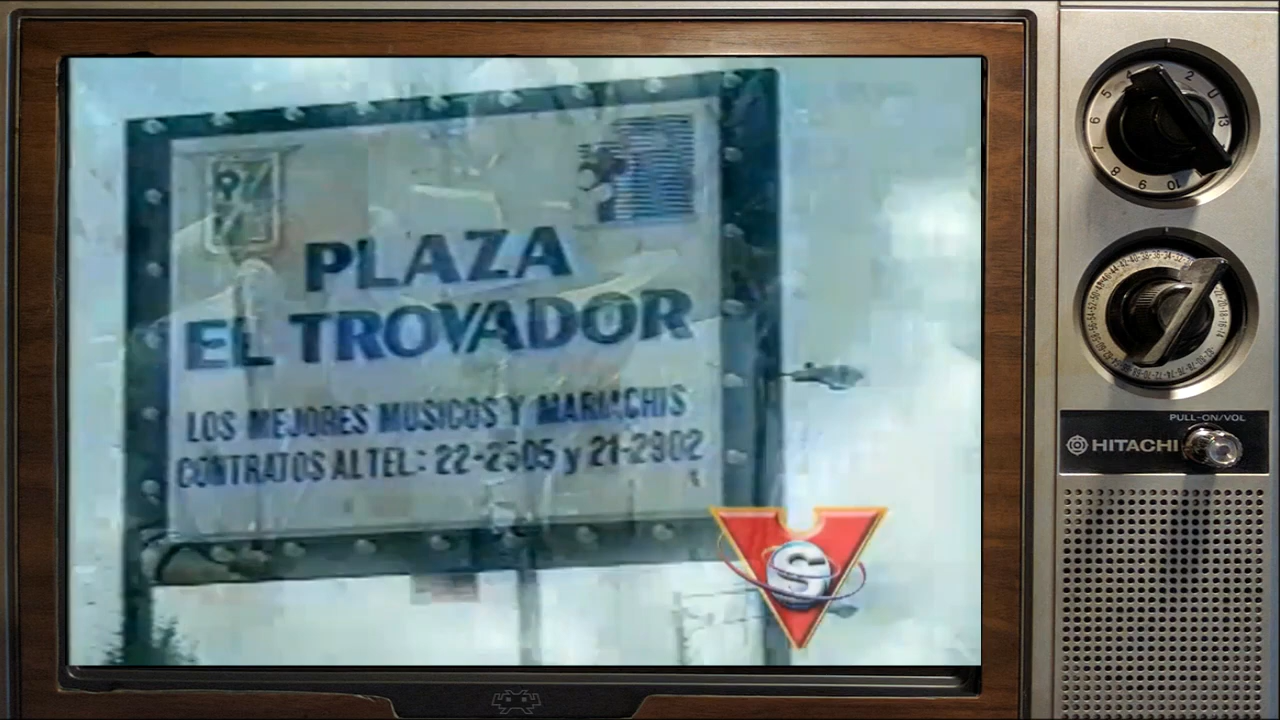 PLAZA
EL TROVADOR
LOS MEJORES MUSICOS Y MARIACHIS
CONTRATOS AL TEL.: 22-2505 y 21-2902
S
PULL-ON/VOL
HITACHI